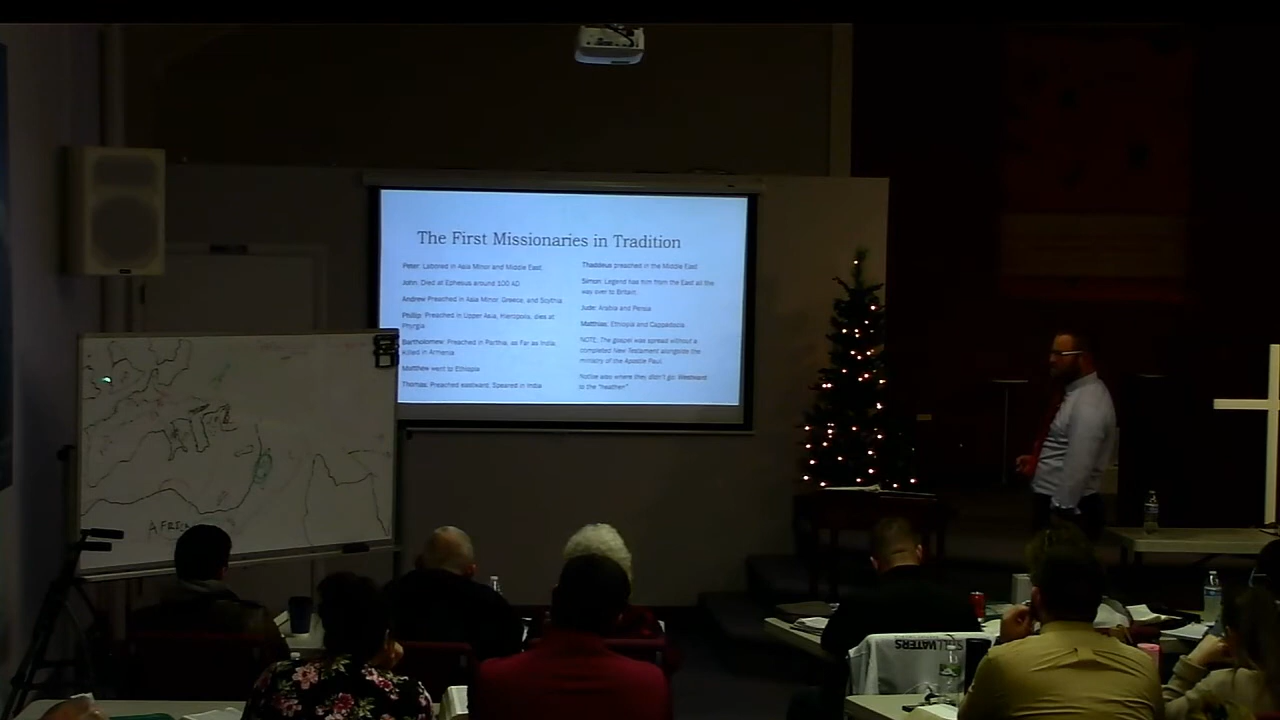 The First Missionaries in Tradition
Peter: Labored in Asia Minor and Middle East
John: Died at Ephesus around 100 AD
Andrew Preached in Asia Minor, Greece, and Scythia
Phillip: Preached in Upper Asia, Hieropolis, dies at
Phyrgia
Bartholomew: Preached in Parthia, as Far as India,
Killed in Armenia
Matthew went to Ethiopia
Thomas: Preached eastward, Speared in India
Thaddeus preached in the Middle East
Simon: Legend has him from the East all the
way over to Britain.
Jude: Arabia and Persia
Matthias: Ethiopia and Cappadocia
NOTE: The gospel was spread without a
completed New Testament alongside the
ministry of the Apostle Paul.
Notice also where they didn't go: Westward
to the "heathen"
AFRICA
STILLWATERS